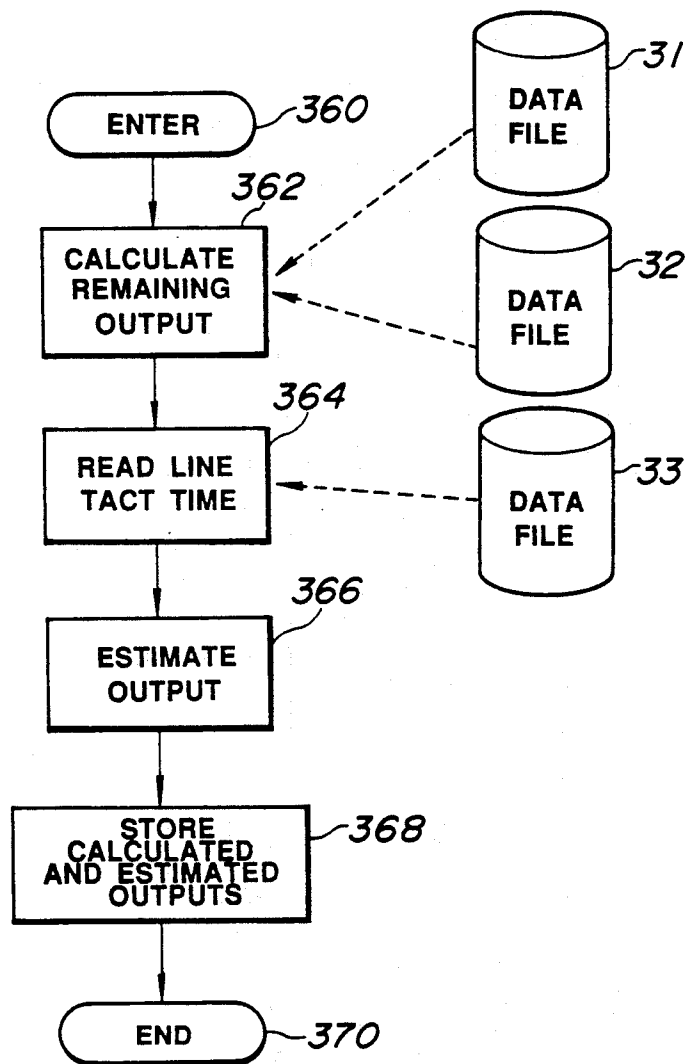 ENTER
360
362
CALCULATE
REMAINING
OUTPUT
364
READ LINE
TACT TIME
366
ESTIMATE
OUTPUT
STORE
CALCULATED
AND ESTIMATED
OUTPUTS
368
END
370
31
DATA
FILE
32
DATA
FILE
33
DATA
FILE